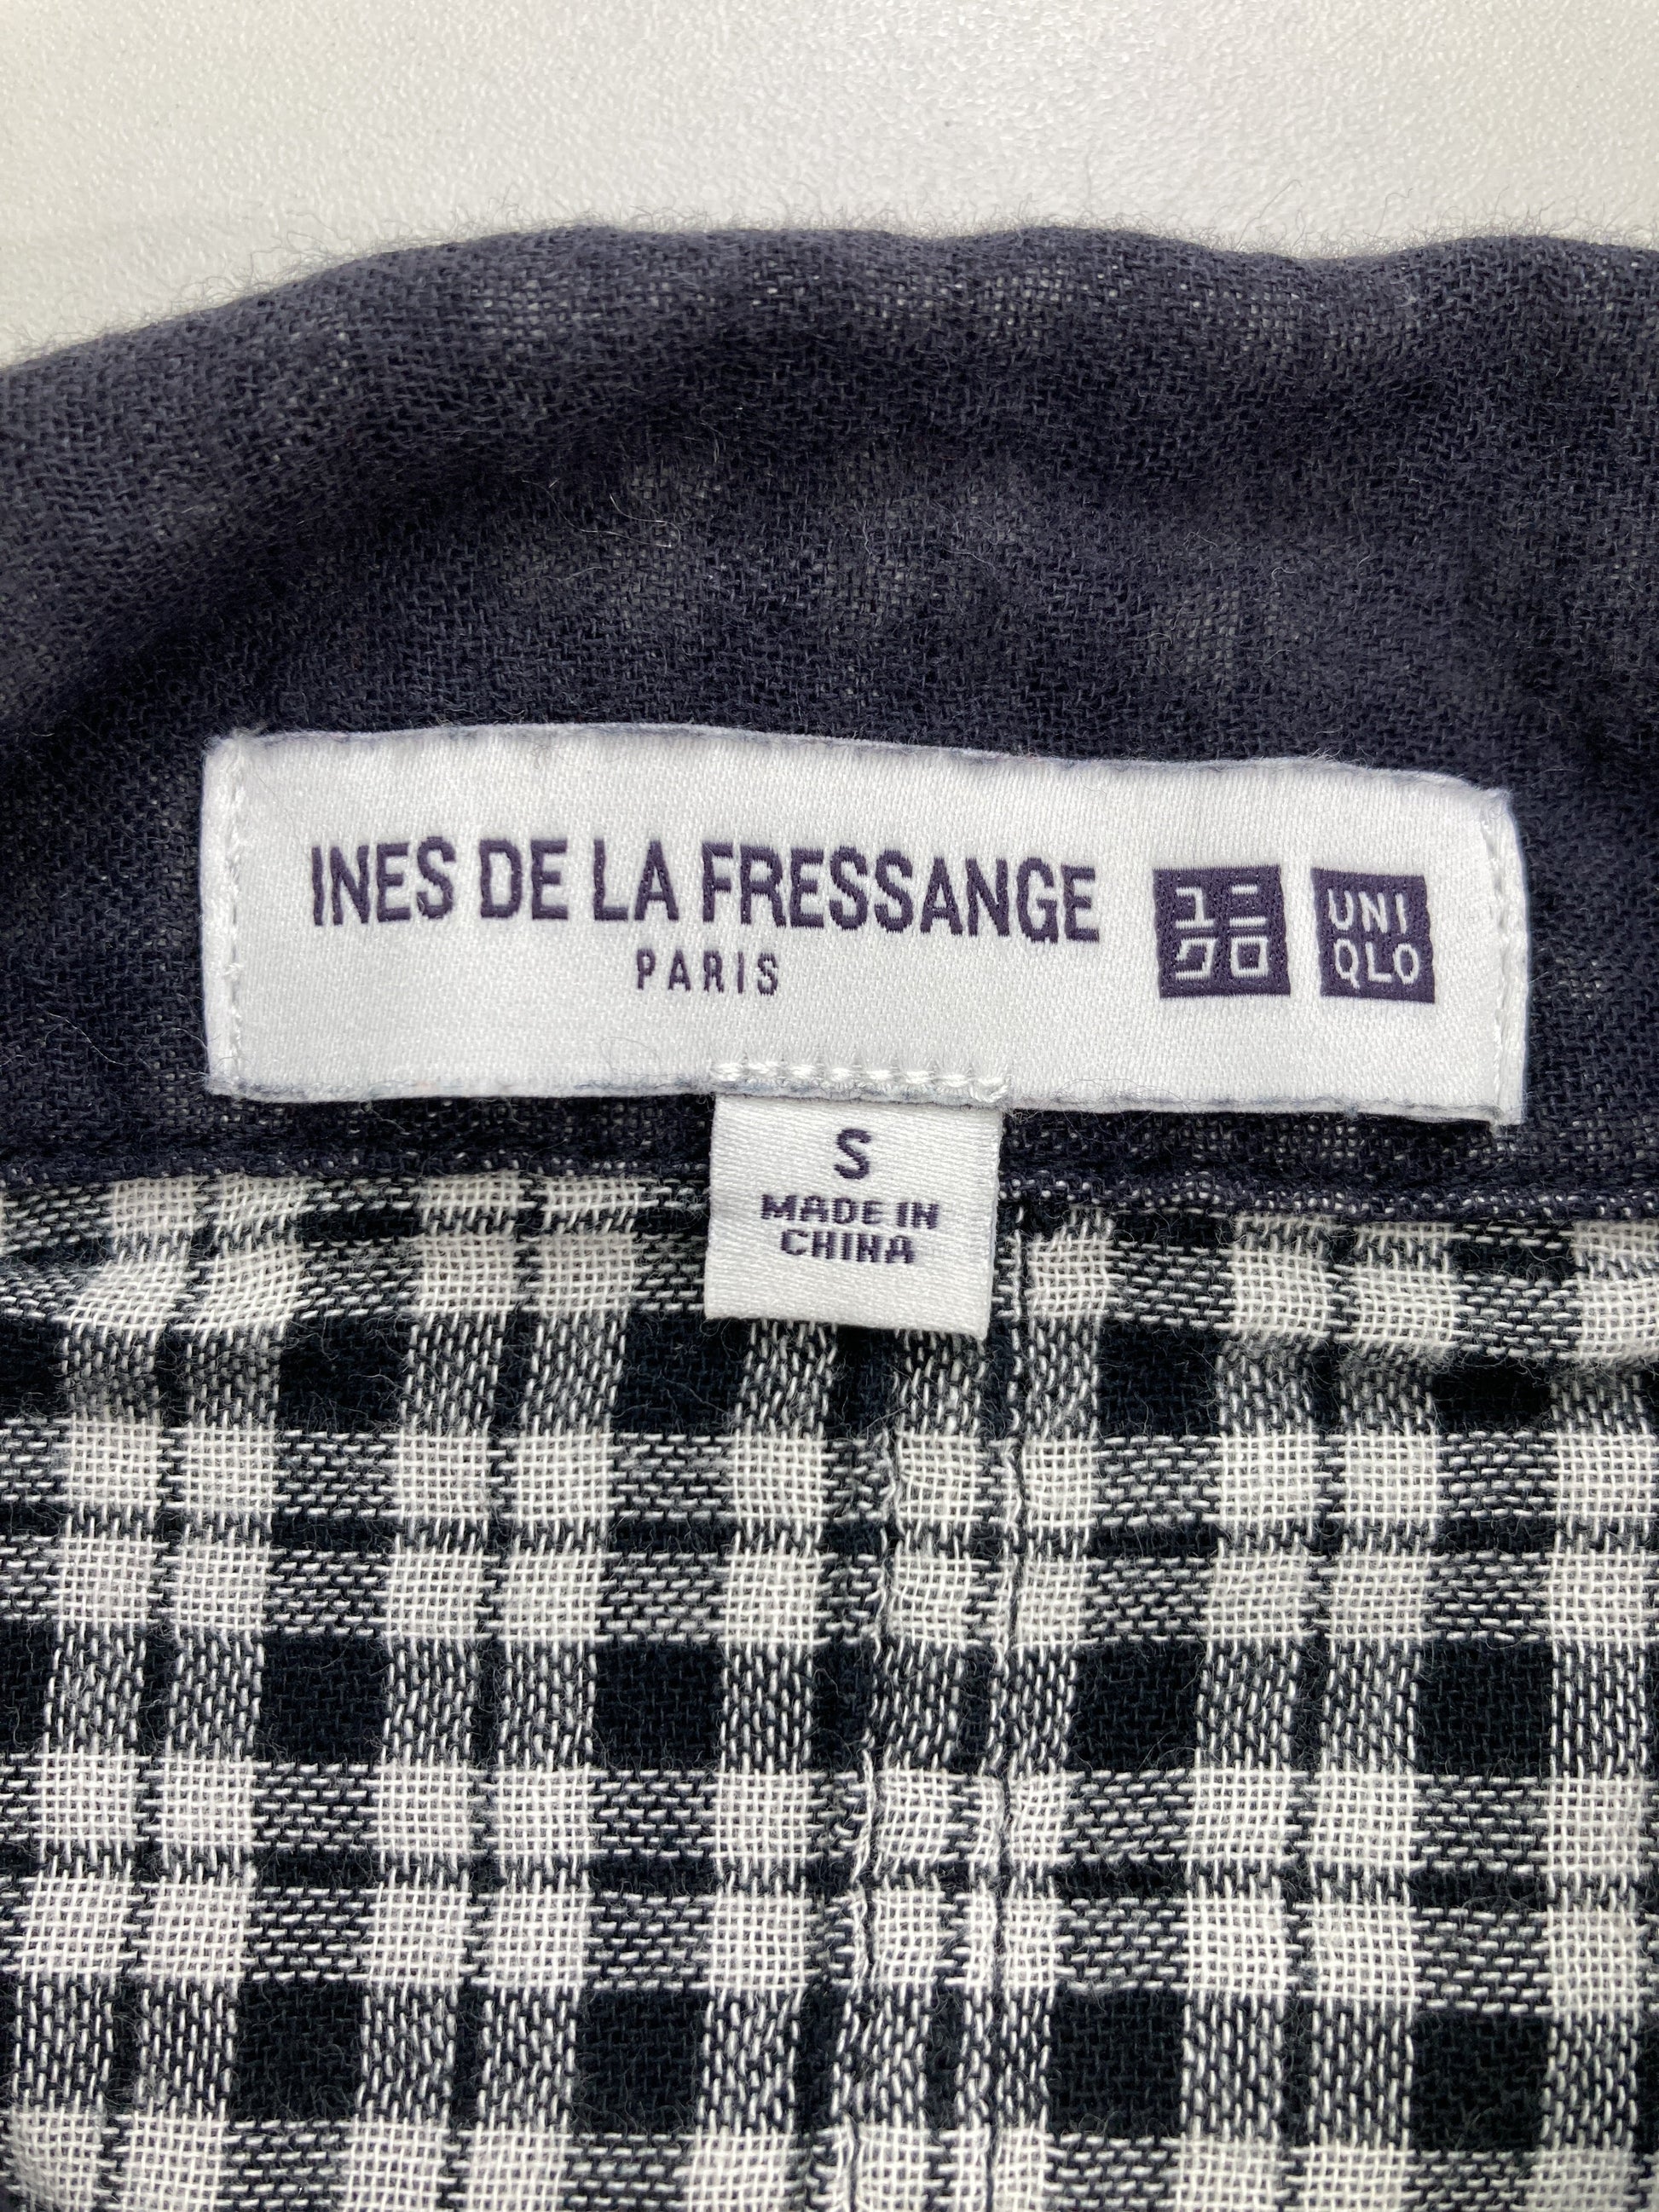 INES DE LA FRESSANGE
PARIS
ユニ
クロ
UNI
QLO
S
MADE IN
CHINA